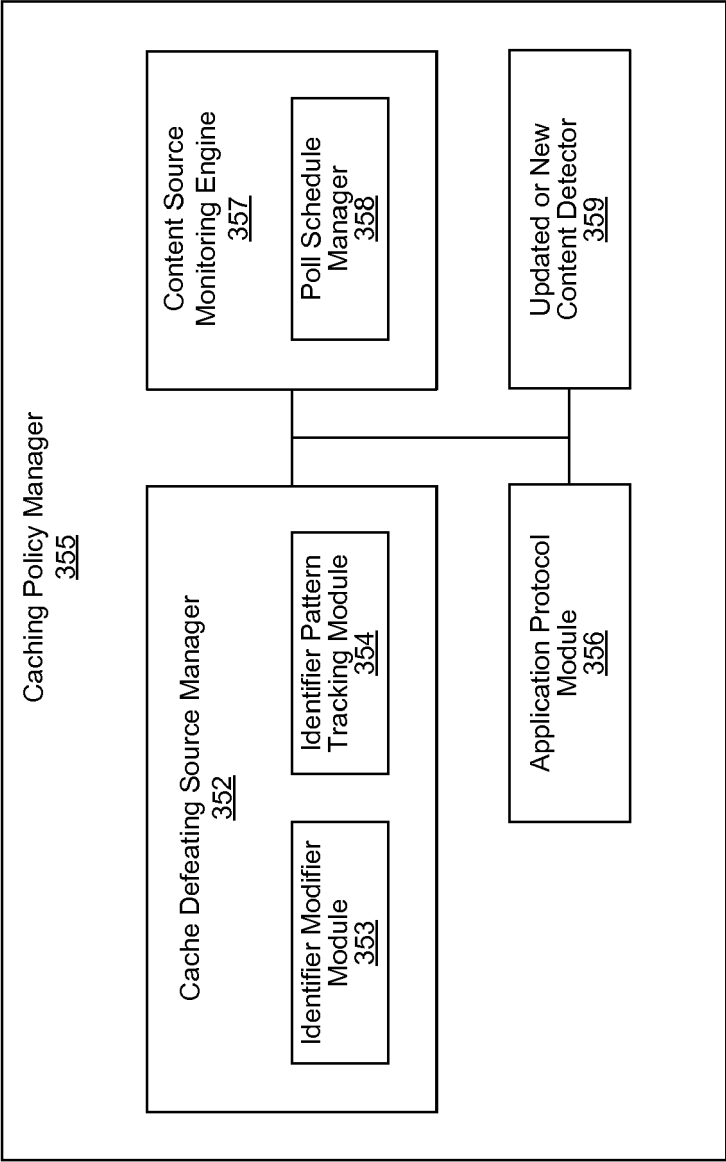 Caching Policy Manager
355
Cache Defeating Source Manager
352
Identifier Modifier
Module
353
Identifier Pattern
Tracking Module
354
Content Source
Monitoring Engine
357
Poll Schedule
Manager
358
Application Protocol
Module
356
Updated or New
Content Detector
359